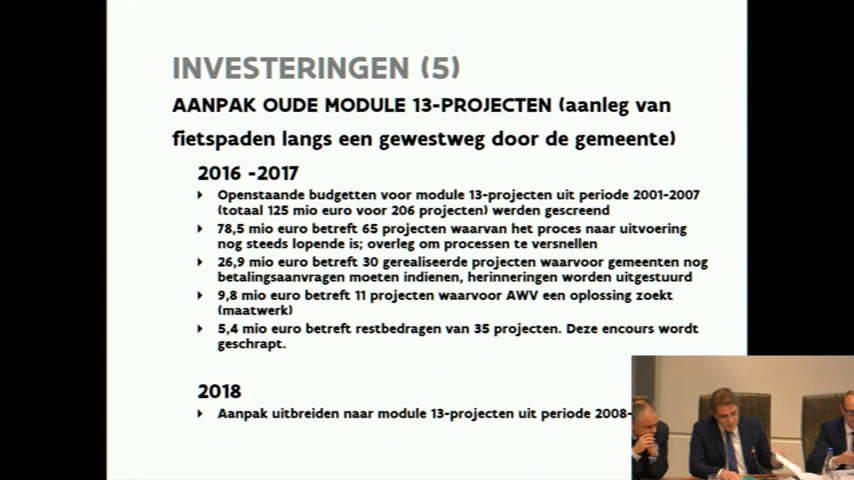 INVESTERINGEN (5)
AANPAK OUDE MODULE 13-PROJECTEN (aanleg van
fietspaden langs een gewestweg door de gemeente)
2016 -2017
Openstaande budgetten voor module 13-projecten uit periode 2001-2007
(totaal 125 mio euro voor 206 projecten) werden gescreend
78,5 mio euro betreft 65 projecten waarvan het proces naar uitvoering
nog steeds lopende is; overleg om processen te versnellen
26,9 mio euro betreft 30 gerealiseerde projecten waarvoor gemeenten nog
betalingsaanvragen moeten indienen, herinneringen worden uitgestuurd
9,8 mio euro betreft 11 projecten waarvoor AWV een oplossing zoekt
(maatwerk)
5,4 mio euro betreft restbedragen van 35 projecten. Deze encours wordt
geschrapt.
2018
Aanpak uitbreiden naar module 13-projecten uit periode 2008-